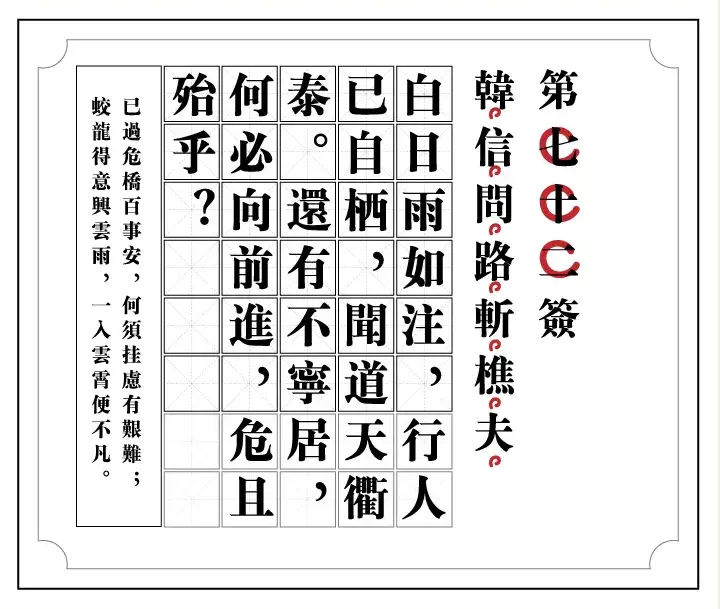 第七十二簽
韓信問路斬樵夫
白日雨如注，行人
已自栖，聞道天衢
泰。還有不寧居，
何必向前進，危且
殆乎？
已過危橋百事安，何須挂慮有艱難；
蛟龍得意興雲雨，一入雲霄便不凡。